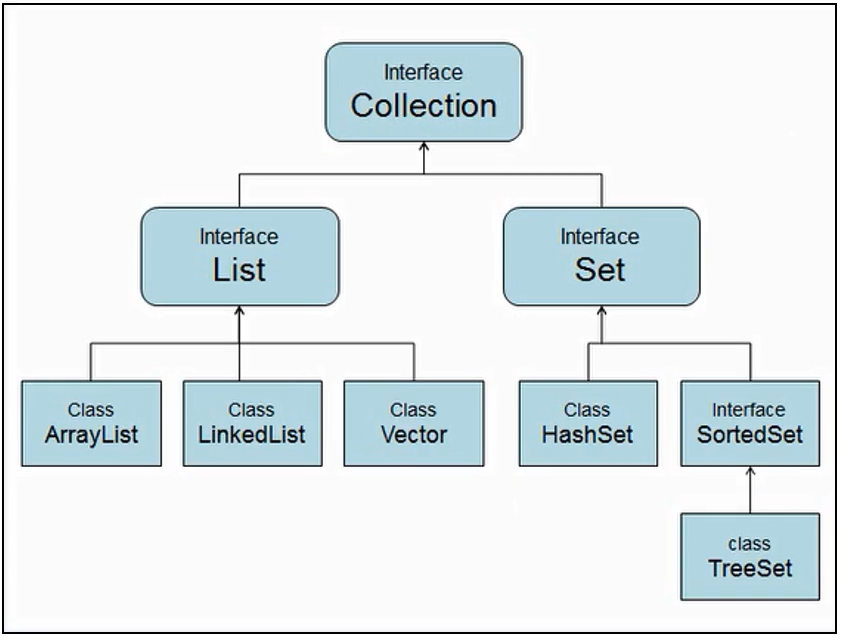 Interface
Collection
Interface
List
Interface
Set
Class
ArrayList
Class
LinkedList
Class
Vector
Class
HashSet
Interface
SortedSet
class
TreeSet